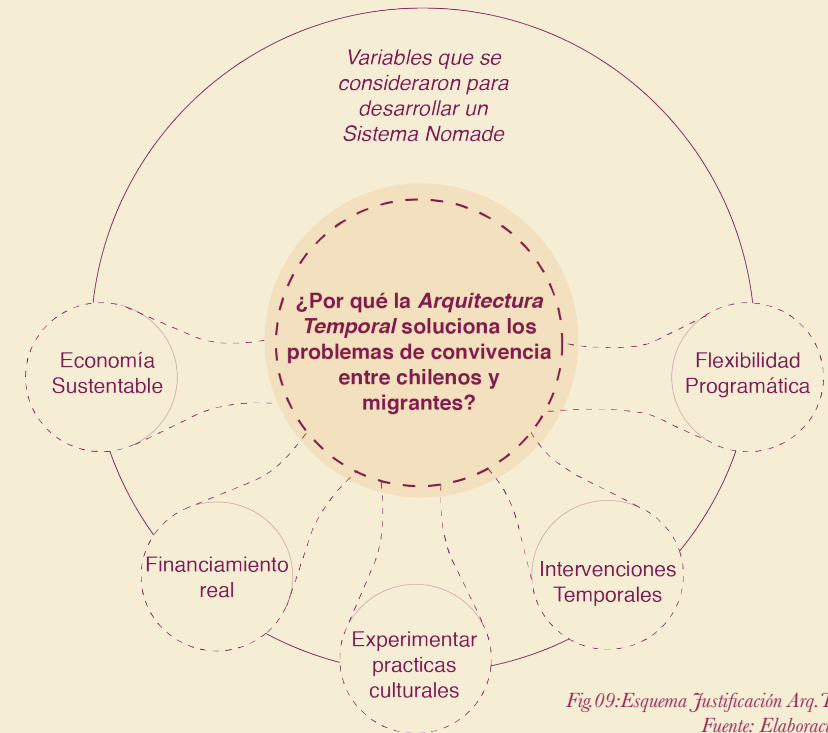 Variables que se
consideraron para
desarrollar un
Sistema Nomade
¿Por qué la Arquitectura
Temporal soluciona los
problemas de convivencia
entre chilenos y
migrantes?
Economía
Sustentable
Flexibilidad
Programática
Financiamiento
real
Intervenciones
Temporales
Experimentar
practicas
culturales
Fig.09:Esquema Justificación Arq.
Fuente: